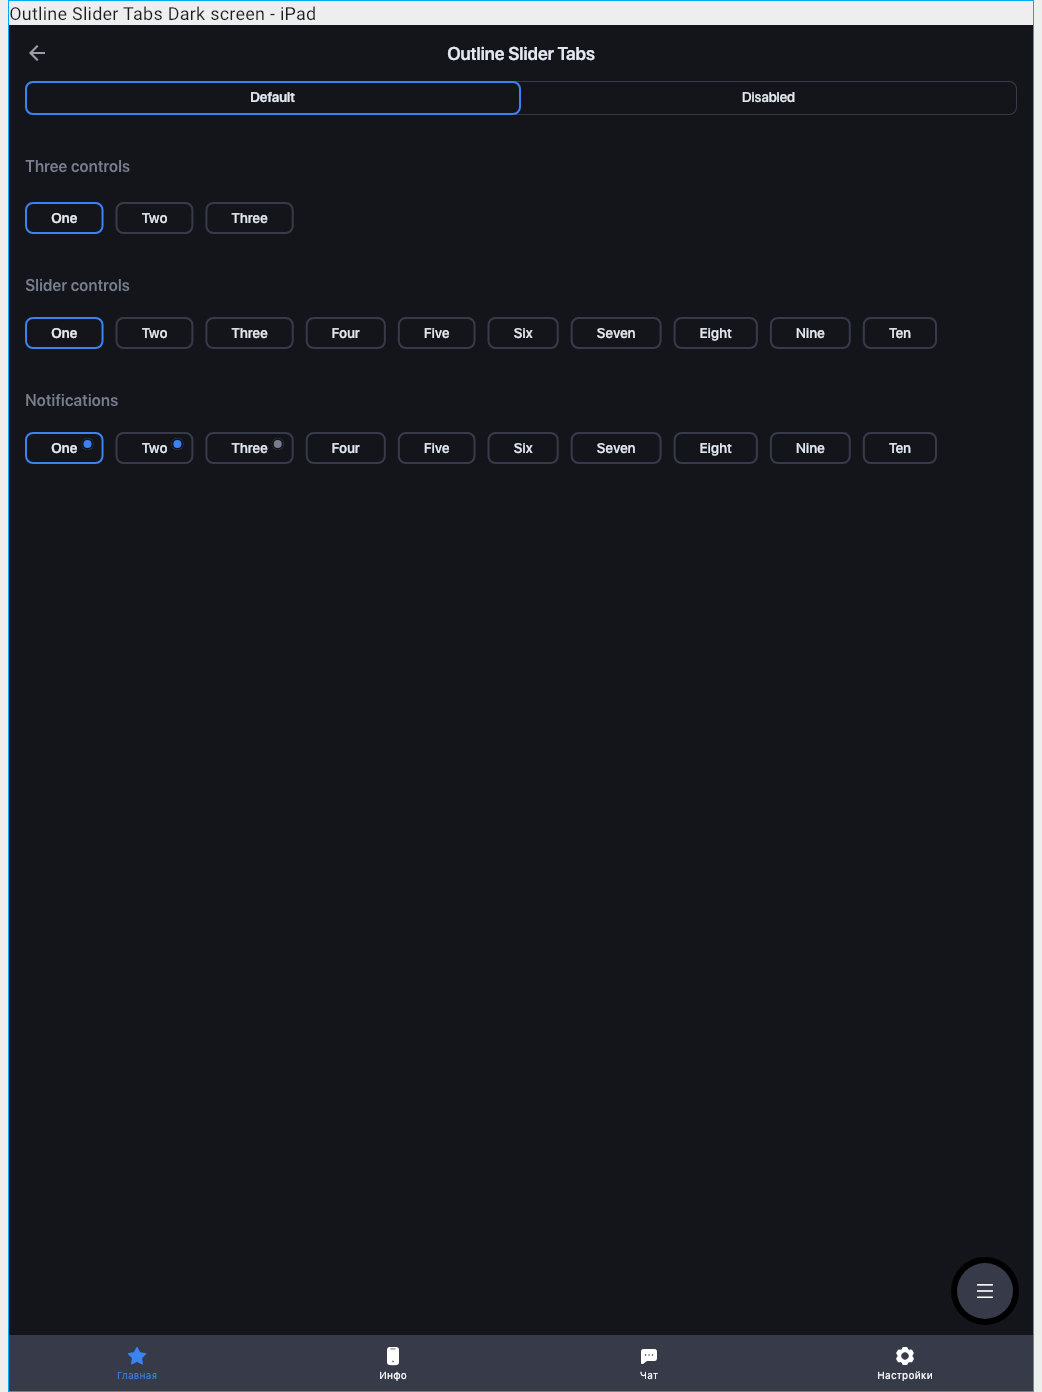 Outline Slider Tabs Dark screen - iPad
Outline Slider Tabs
Default Disabled
Three controls
One Two Three
Slider controls
One Two Three Four Five Six Seven Eight Nine Ten
Notifications
One Two Three Four Five Six Seven Eight Nine Ten
Главная Инфо Чат Настройки